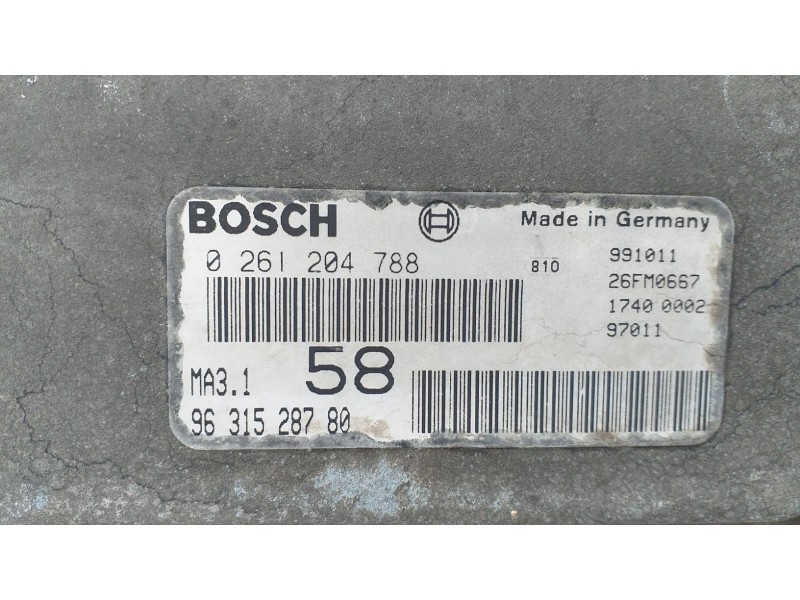 BOSCH Made in Germany
0 261 204 788 810 991011
26FM0667
1740 0002
97011
MA3.1 58
96 315 287 80